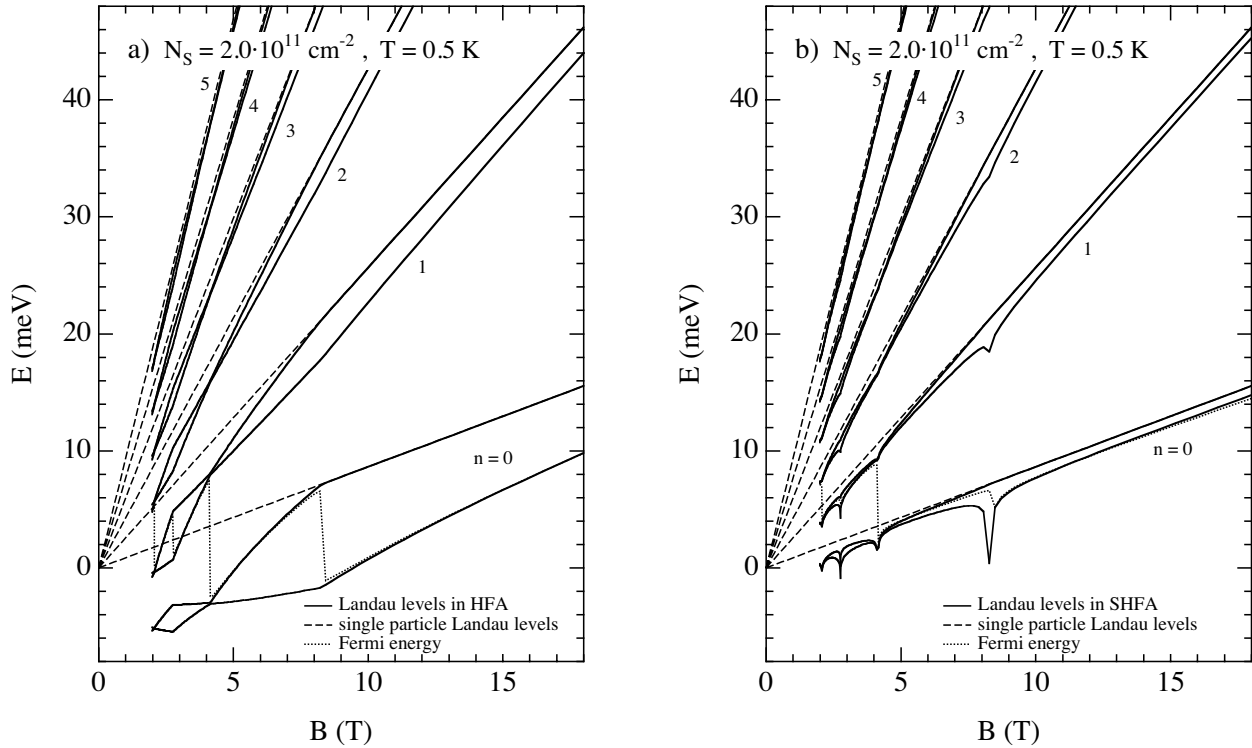 a) N_S = 2.0·10^11 cm^-2 , T = 0.5 K
E (meV)
40
30
20
10
0
5
4
3
2
1
n = 0
Landau levels in HFA
single particle Landau levels
Fermi energy
0 5 10 15
B (T)
b) N_S = 2.0·10^11 cm^-2 , T = 0.5 K
E (meV)
40
30
20
10
0
5
4
3
2
1
n = 0
Landau levels in SHFA
single particle Landau levels
Fermi energy
0 5 10 15
B (T)